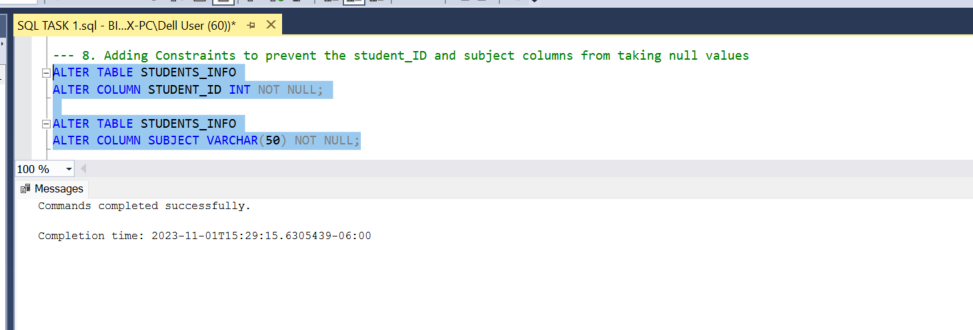 SQL TASK 1.sql - BI...X-PC\Dell User (60))*
--- 8. Adding Constraints to prevent the student_ID and subject columns from taking null values
ALTER TABLE STUDENTS_INFO
ALTER COLUMN STUDENT_ID INT NOT NULL;
ALTER TABLE STUDENTS_INFO
ALTER COLUMN SUBJECT VARCHAR(50) NOT NULL;
100 %
Messages
Commands completed successfully.
Completion time: 2023-11-01T15:29:15.6305439-06:00